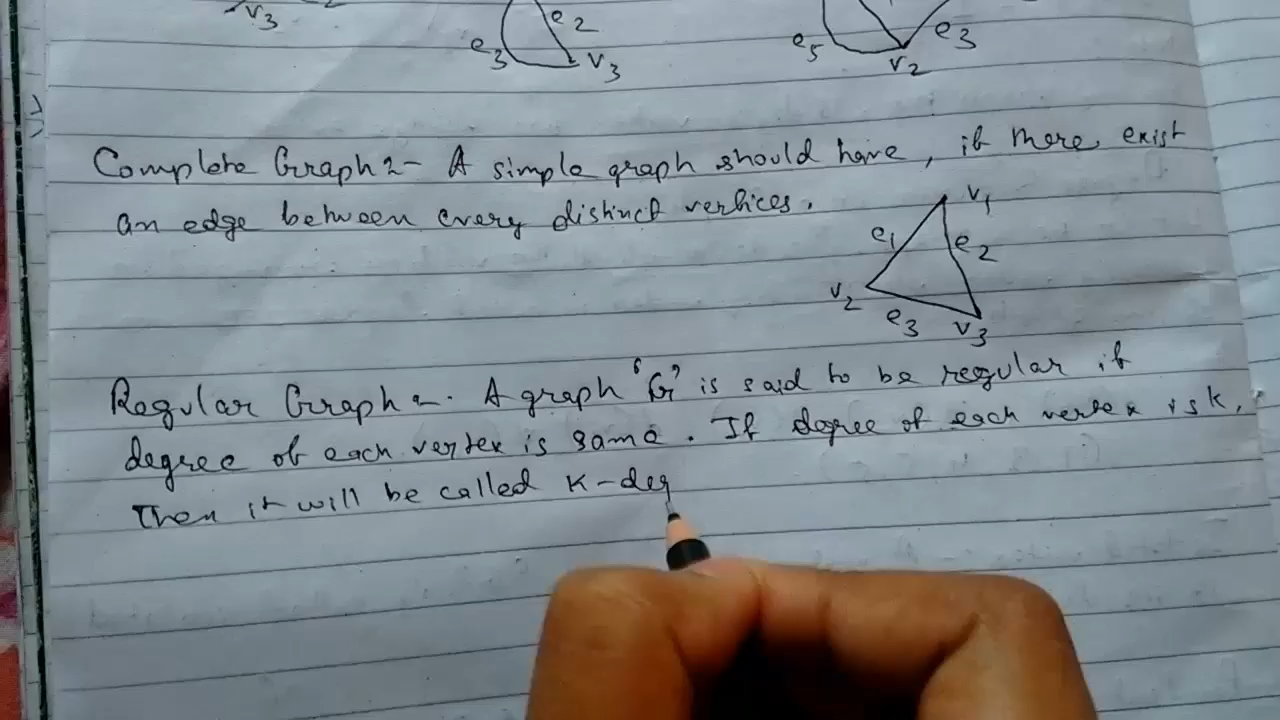 v3
e2
e3
v3
e5
e3
v2
Complete Graph :- A simple graph should have, if there exist
an edge between every distinct vertices.
v1
e1
e2
v2
e3
v3
Regular Graph :-. A graph 'G' is said to be regular if
degree of each vertex is same. If degree of each vertex is k,
Then it will be called K-deg